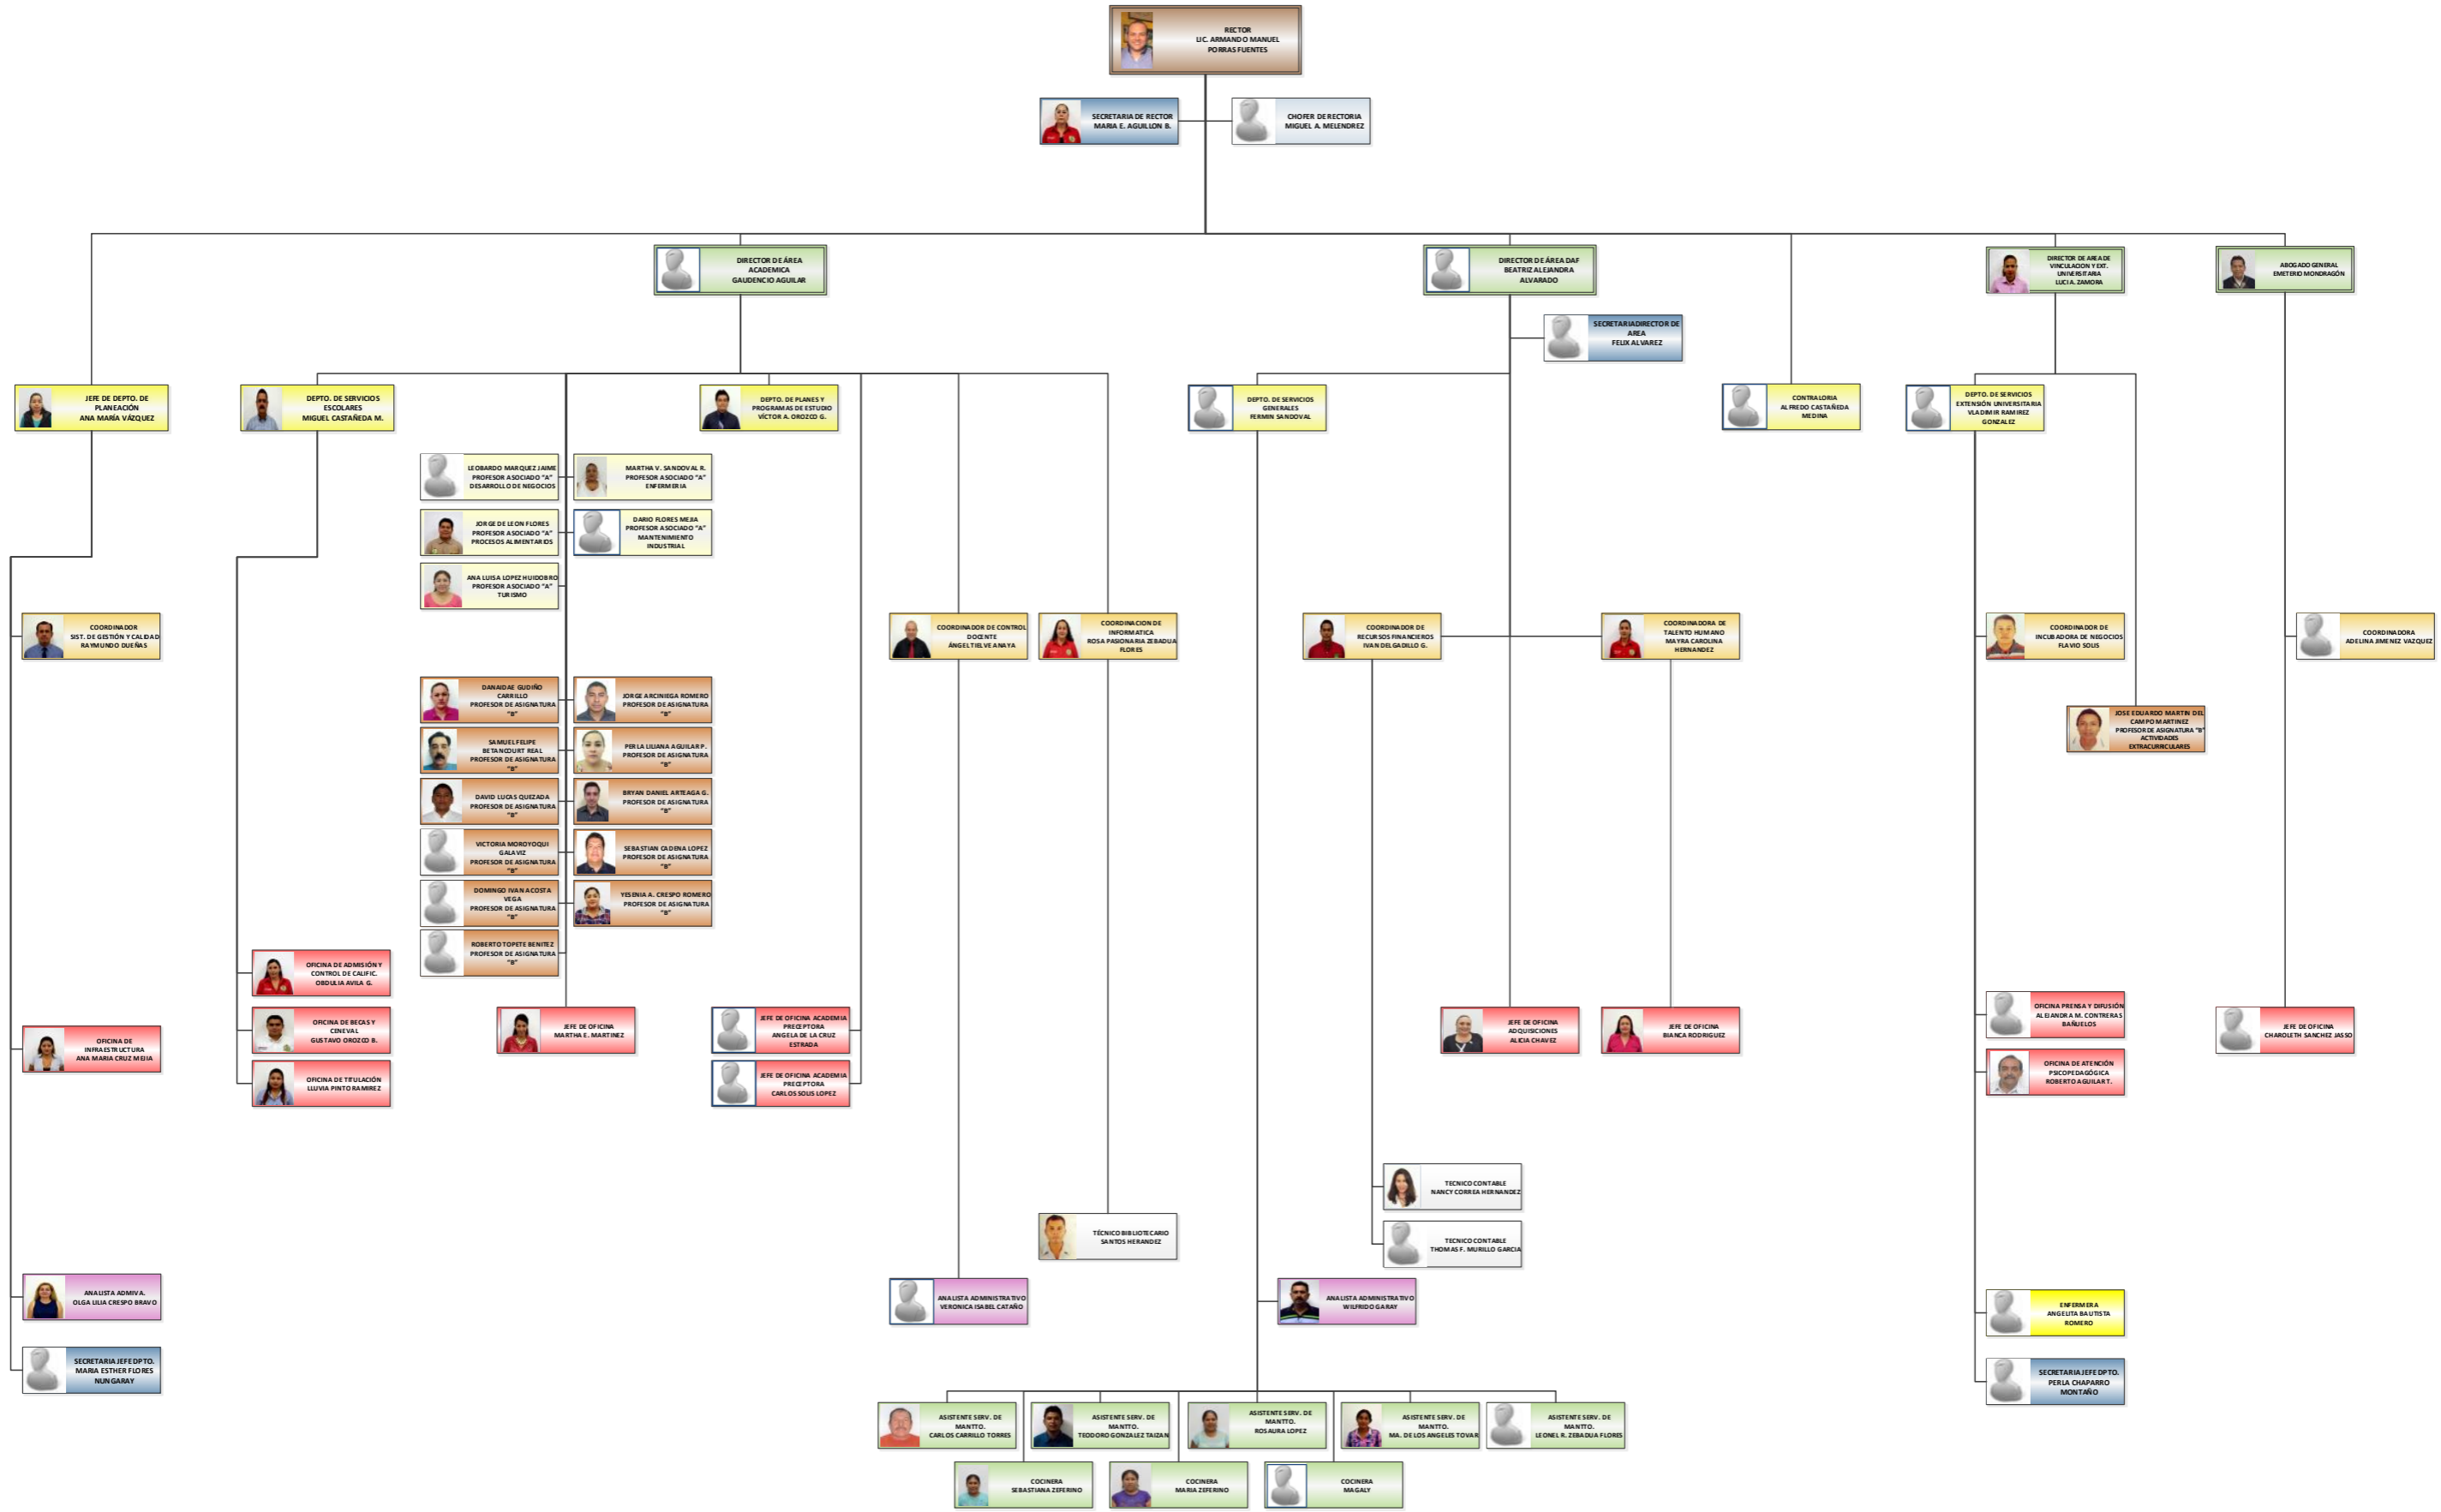 RECTOR
LIC. ARMANDO MANUEL
PORRAS FUENTES
SECRETARIA DE RECTOR
MARIA E. AGUILLON B.
CHOFER DE RECTORIA
MIGUEL A. MELENDREZ
DIRECTOR DE ÁREA
ACADEMICA
GAUDENCIO AGUILAR
DIRECTOR DE ÁREA DAF
BEATRIZ ALEJANDRA
ALVARADO
DIRECTOR DE AREA DE
VINCULACION Y EXT.
UNIVERSITARIA
LUCI A. ZAMORA
ABOGADO GENERAL
EMETERIO MONDRAGÓN
SECRETARIA DIRECTOR DE
AREA
FELIX ALVAREZ
JEFE DE DEPTO. DE
PLANEACIÓN
ANA MARÍA VÁZQUEZ
DEPTO. DE SERVICIOS
ESCOLARES
MIGUEL CASTAÑEDA M.
DEPTO. DE PLANES Y
PROGRAMAS DE ESTUDIO
VÍCTOR A. OROZCO G.
DEPTO. DE SERVICIOS
GENERALES
FERMIN SANDOVAL
CONTRALORIA
ALFREDO CASTAÑEDA
MEDINA
DEPTO. DE SERVICIOS
EXTENSIÓN UNIVERSITARIA
VLADIMIR RAMIREZ
GONZALEZ
LEOBARDO MARQUEZ JAIME
PROFESOR ASOCIADO "A"
DESARROLLO DE NEGOCIOS
MARTHA V. SANDOVAL R.
PROFESOR ASOCIADO "A"
ENFERMERIA
JORGE DE LEON FLORES
PROFESOR ASOCIADO "A"
PROCESOS ALIMENTARIOS
DARIO FLORES MEJIA
PROFESOR ASOCIADO "A"
MANTENIMIENTO
INDUSTRIAL
ANA LUISA LOPEZ HUIDOBRO
PROFESOR ASOCIADO "A"
TURISMO
COORDINADOR
SIST. DE GESTIÓN Y CALIDAD
RAYMUNDO DUEÑAS
COORDINADOR DE CONTROL
DOCENTE
ÁNGEL TIELVE ANAYA
COORDINACION DE
INFORMATICA
ROSA PASIONARIA ZEBADUA
FLORES
COORDINADOR DE
RECURSOS FINANCIEROS
IVAN DELGADILLO G.
COORDINADORA DE
TALENTO HUMANO
MAYRA CAROLINA
HERNANDEZ
COORDINADOR DE
INCUBADORA DE NEGOCIOS
FLAVIO SOLIS
COORDINADORA
ADELINA JIMENEZ VAZQUEZ
DANAIDAE GUDIÑO
CARRILLO
PROFESOR DE ASIGNATURA
"B"
JORGE ARCINIEGA ROMERO
PROFESOR DE ASIGNATURA
"B"
JOSE EDUARDO MARTIN DEL
CAMPO MARTINEZ
PROFESOR DE ASIGNATURA "B"
ACTIVIDADES
EXTRACURRICULARES
SAMUEL FELIPE
BETANCOURT REAL
PROFESOR DE ASIGNATURA
"B"
PERLA LILIANA AGUILAR P.
PROFESOR DE ASIGNATURA
"B"
DAVID LUCAS QUEZADA
PROFESOR DE ASIGNATURA
"B"
BRYAN DANIEL ARTEAGA G.
PROFESOR DE ASIGNATURA
"B"
VICTORIA MOROYOQUI
GALAVIZ
PROFESOR DE ASIGNATURA
"B"
SEBASTIAN CADENA LOPEZ
PROFESOR DE ASIGNATURA
"B"
DOMINGO IVAN ACOSTA
VEGA
PROFESOR DE ASIGNATURA
"B"
YESENIA A. CRESPO ROMERO
PROFESOR DE ASIGNATURA
"B"
ROBERTO TOPETE BENITEZ
PROFESOR DE ASIGNATURA
"B"
OFICINA DE ADMISIÓN Y
CONTROL DE CALIFIC.
OBDULIA AVILA G.
OFICINA DE BECAS Y
CENEVAL
GUSTAVO OROZCO B.
OFICINA DE TITULACIÓN
LLUVIA PINTO RAMIREZ
OFICINA DE
INFRAESTRUCTURA
ANA MARIA CRUZ MEJIA
JEFE DE OFICINA
MARTHA E. MARTINEZ
JEFE DE OFICINA ACADEMIA
PRECEPTORA
ANGELA DE LA CRUZ
ESTRADA
JEFE DE OFICINA ACADEMIA
PRECEPTORA
CARLOS SOLIS LOPEZ
JEFE DE OFICINA
ADQUISICIONES
ALICIA CHAVEZ
JEFE DE OFICINA
BIANCA RODRIGUEZ
OFICINA PRENSA Y DIFUSIÓN
ALEJANDRA M. CONTRERAS
BAÑUELOS
OFICINA DE ATENCIÓN
PSICOPEDAGÓGICA
ROBERTO AGUILAR T.
JEFE DE OFICINA
CHAROLETH SANCHEZ JASSO
TECNICO CONTABLE
NANCY CORREA HERNANDEZ
TECNICO CONTABLE
THOMAS F. MURILLO GARCIA
TÉCNICO BIBLIOTECARIO
SANTOS HERANDEZ
ANALISTA ADMIVA.
OLGA LILIA CRESPO BRAVO
ANALISTA ADMINISTRATIVO
VERONICA ISABEL CATAÑO
ANALISTA ADMINISTRATIVO
WILFRIDO GARAY
ENFERMERA
ANGELITA BAUTISTA
ROMERO
SECRETARIA JEFE DPTO.
MARIA ESTHER FLORES
NUNGARAY
SECRETARIA JEFE DPTO.
PERLA CHAPARRO
MONTAÑO
ASISTENTE SERV. DE
MANTTO.
CARLOS CARRILLO TORRES
ASISTENTE SERV. DE
MANTTO.
TEODORO GONZALEZ TAIZAN
ASISTENTE SERV. DE
MANTTO.
ROSAURA LOPEZ
ASISTENTE SERV. DE
MANTTO.
MA. DE LOS ANGELES TOVAR
ASISTENTE SERV. DE
MANTTO.
LEONEL R. ZEBADUA FLORES
COCINERA
SEBASTIANA ZEFERINO
COCINERA
MARIA ZEFERINO
COCINERA
MAGALY